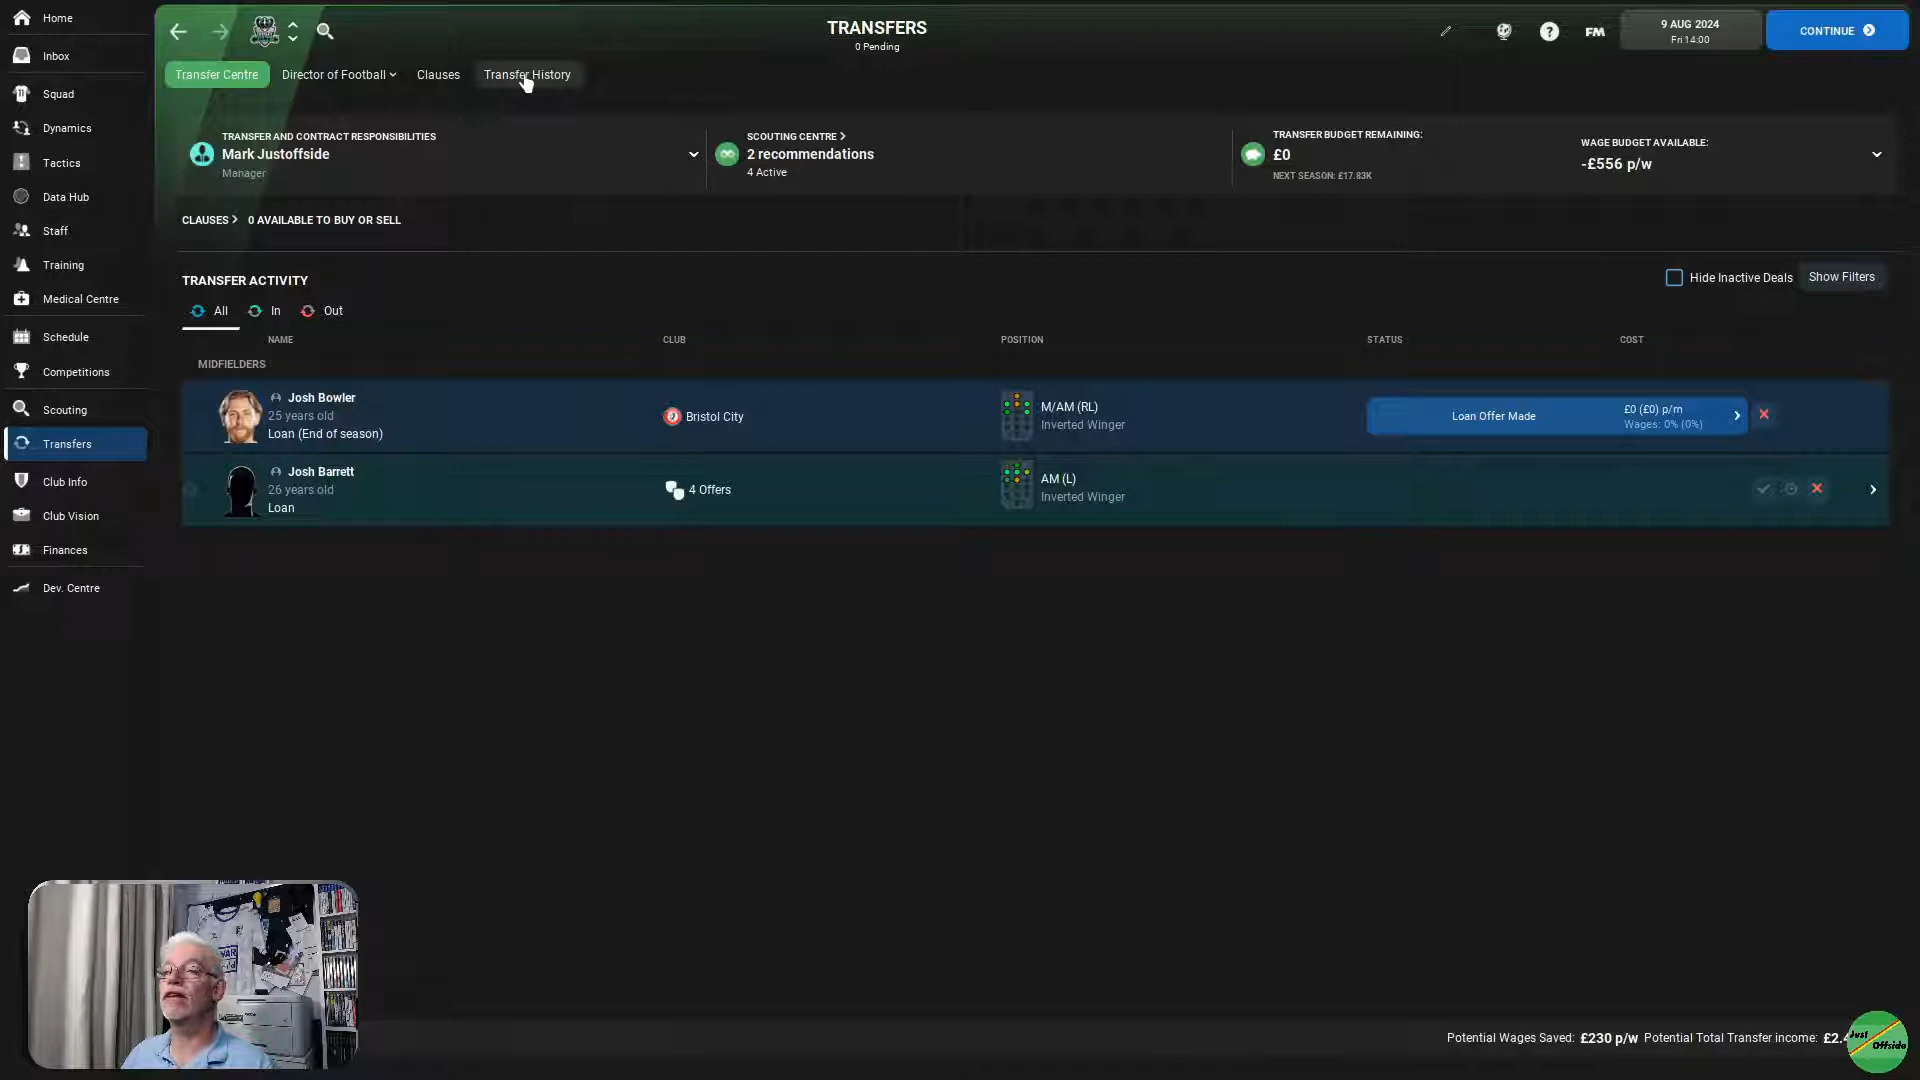 Home
Inbox
Squad
Dynamics
Tactics
Data Hub
Staff
Training
Medical Centre
Schedule
Competitions
Scouting
Transfers
Club Info
Club Vision
Finances
Dev. Centre
TRANSFERS
0 Pending
FM
9 AUG 2024
Fri 14:00
CONTINUE
Transfer Centre
Director of Football
Clauses
Transfer History
TRANSFER AND CONTRACT RESPONSIBILITIES
Mark Justoffside
Manager
SCOUTING CENTRE
2 recommendations
4 Active
TRANSFER BUDGET REMAINING:
£0
NEXT SEASON: £17.83K
WAGE BUDGET AVAILABLE:
-£556 p/w
CLAUSES 0 AVAILABLE TO BUY OR SELL
TRANSFER ACTIVITY
Hide Inactive Deals
Show Filters
All In Out
NAME CLUB POSITION STATUS COST
MIDFIELDERS
Josh Bowler
25 years old
Loan (End of season)
Bristol City
M/AM (RL)
Inverted Winger
Loan Offer Made
£0 (£0) p/m
Wages: 0% (0%)
Josh Barrett
26 years old
Loan
4 Offers
AM (L)
Inverted Winger
Potential Wages Saved: £230 p/w Potential Total Transfer income: £2.4
Just
Offside